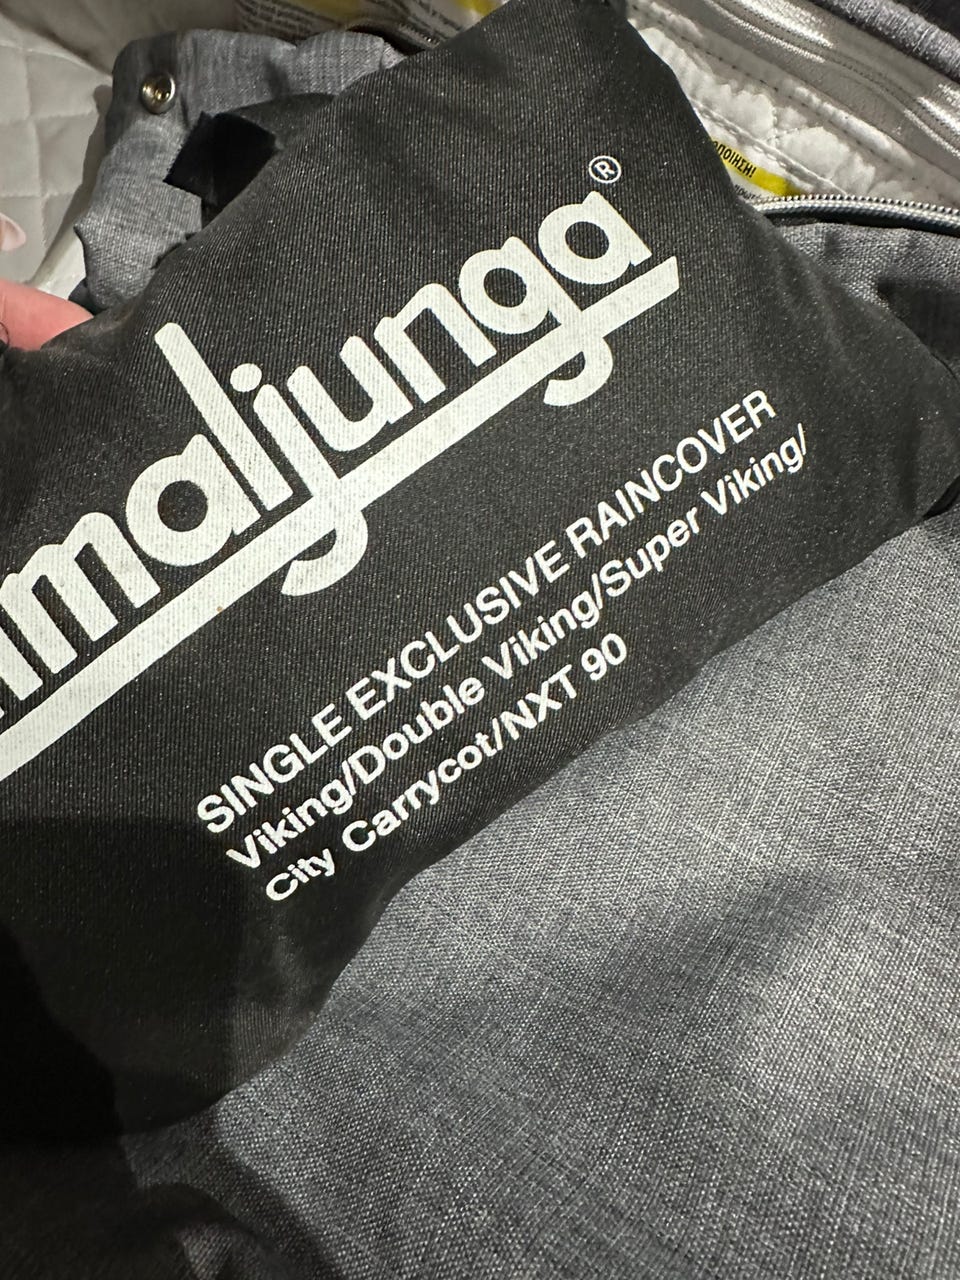 maljunga®
SINGLE EXCLUSIVE RAINCOVER
Viking/Double Viking/Super Viking/
City Carrycot/NXT 90